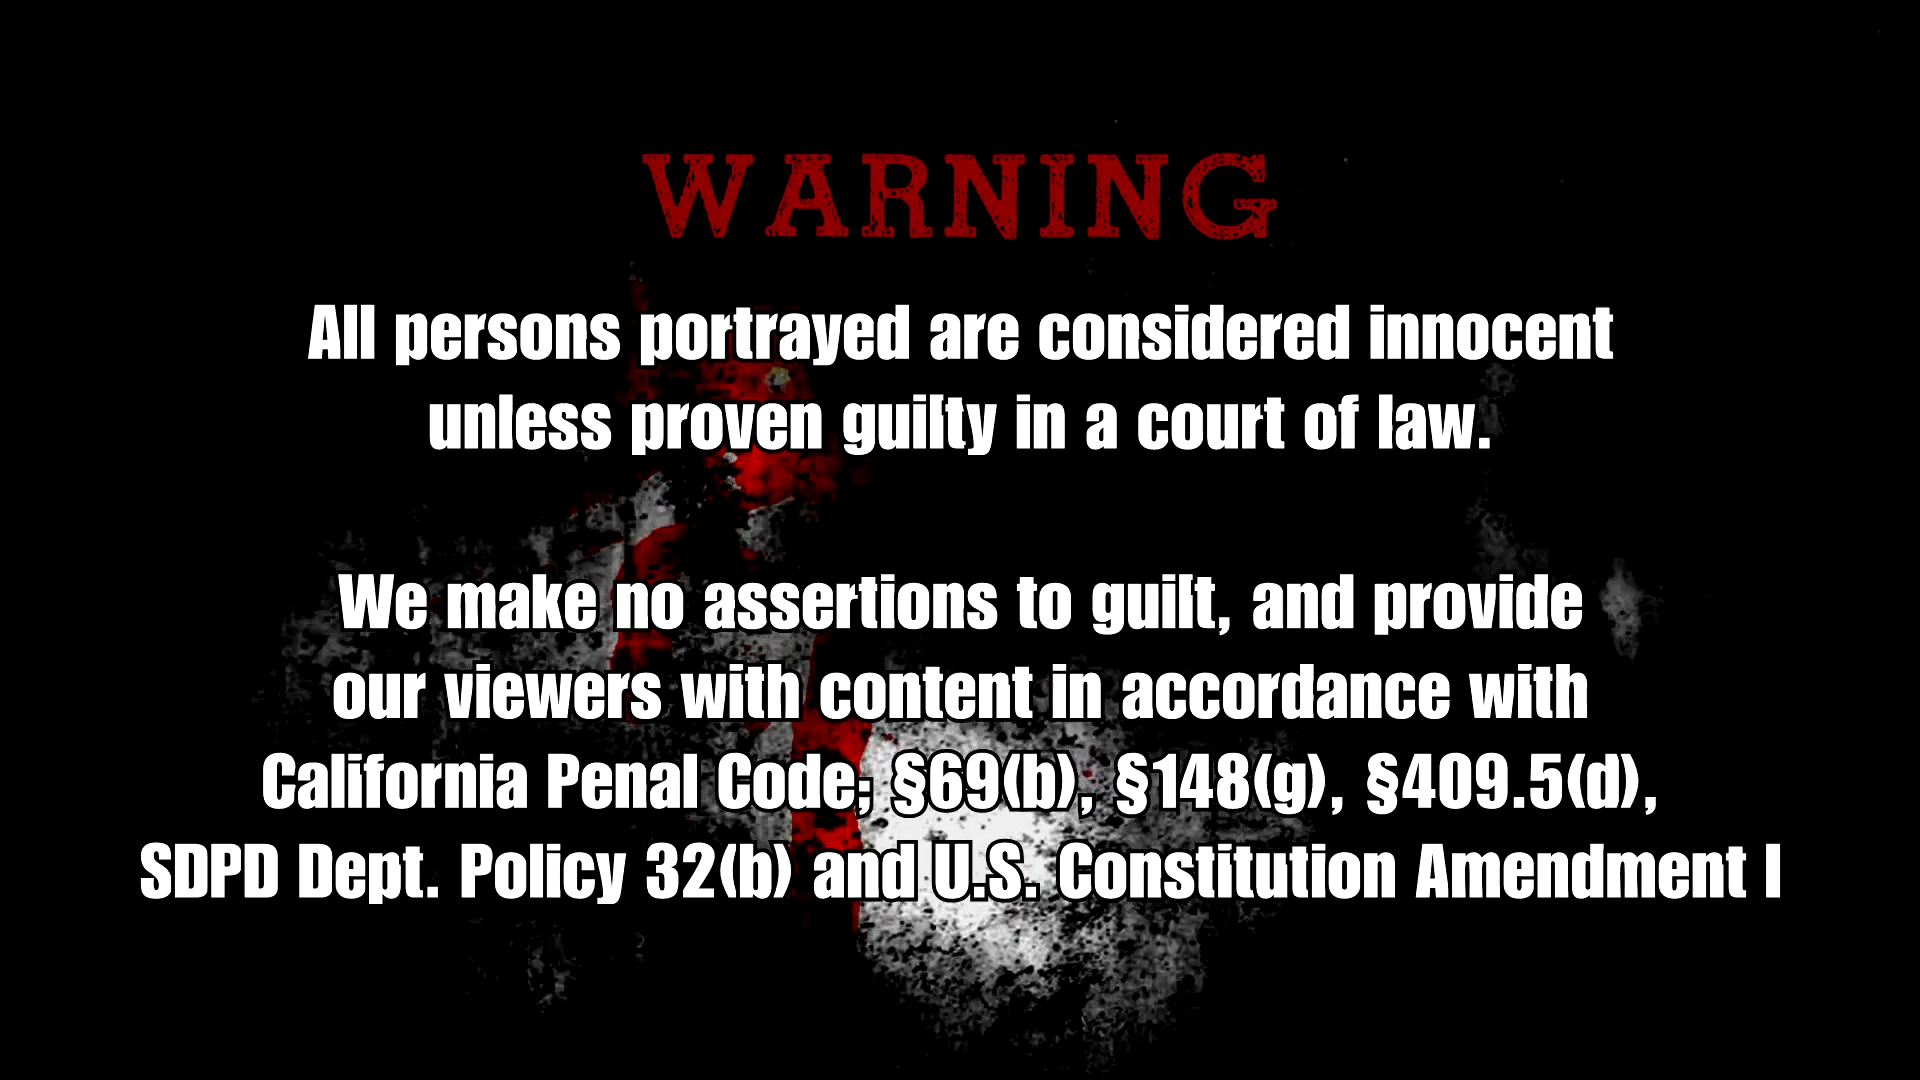 WARNING
All persons portrayed are considered innocent
unless proven guilty in a court of law.
We make no assertions to guilt, and provide
our viewers with content in accordance with
California Penal Code; §69(b), §148(g), §409.5(d),
SDPD Dept. Policy 32(b) and U.S. Constitution Amendment I